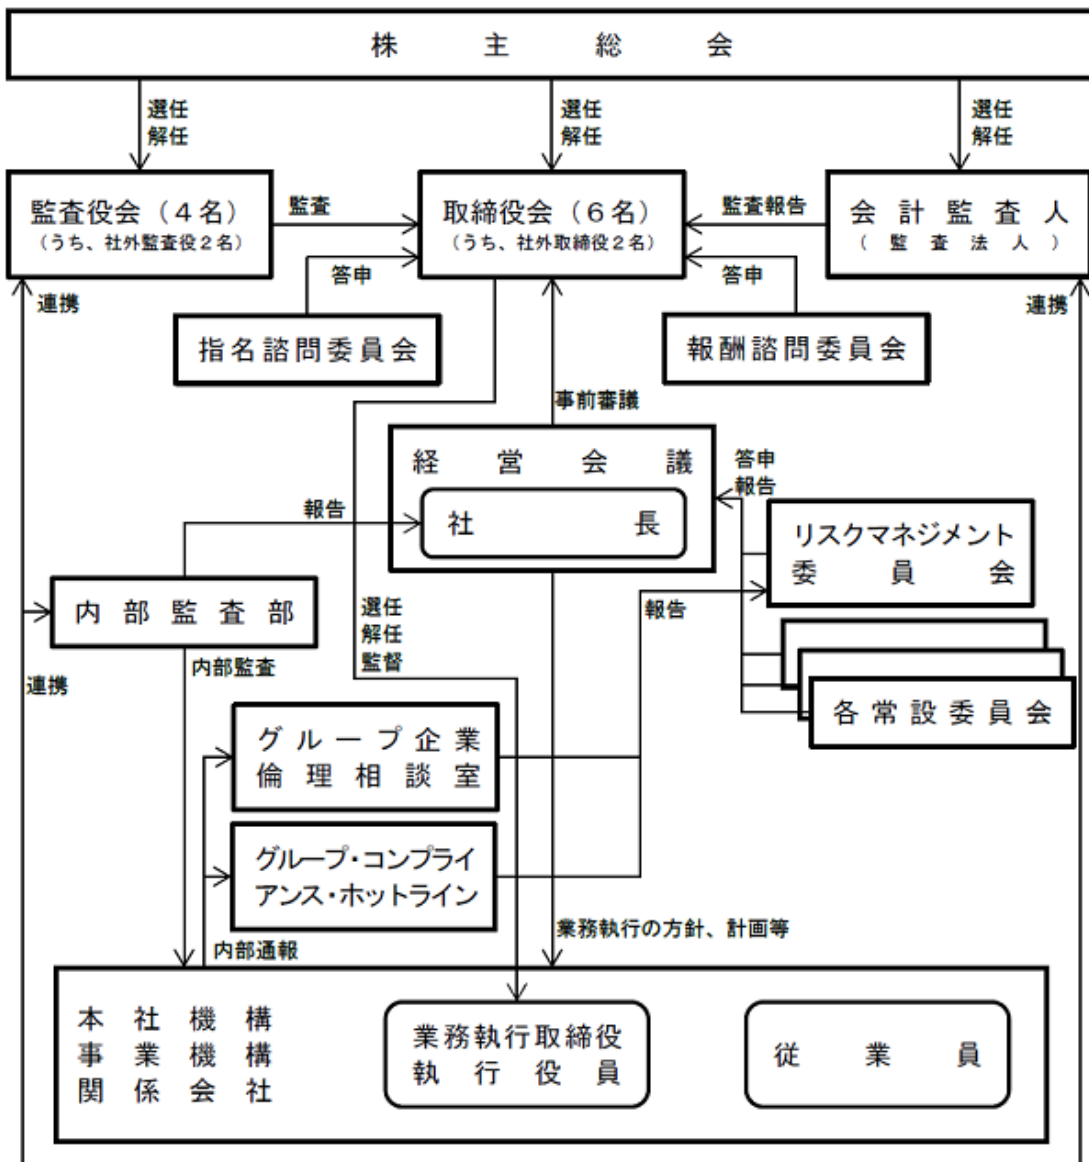 株主総会
選任
解任
選任
解任
選任
解任
監査役会(4名)
(うち、社外監査役2名)
監査
取締役会(6名)
(うち、社外取締役2名)
監査報告
会計監査人
(監査法人)
連携
答申
答申
連携
指名諮問委員会
報酬諮問委員会
事前審議
経営会議
社長
答申
報告
報告
リスクマネジメント
委員会
内部監査部
選任
解任
監督
報告
内部監査
連携
各常設委員会
グループ企業
倫理相談室
グループ・コンプライ
アンス・ホットライン
内部通報
業務執行の方針、計画等
本社機構
事業機構
関係会社
業務執行取締役
執行役員
従業員